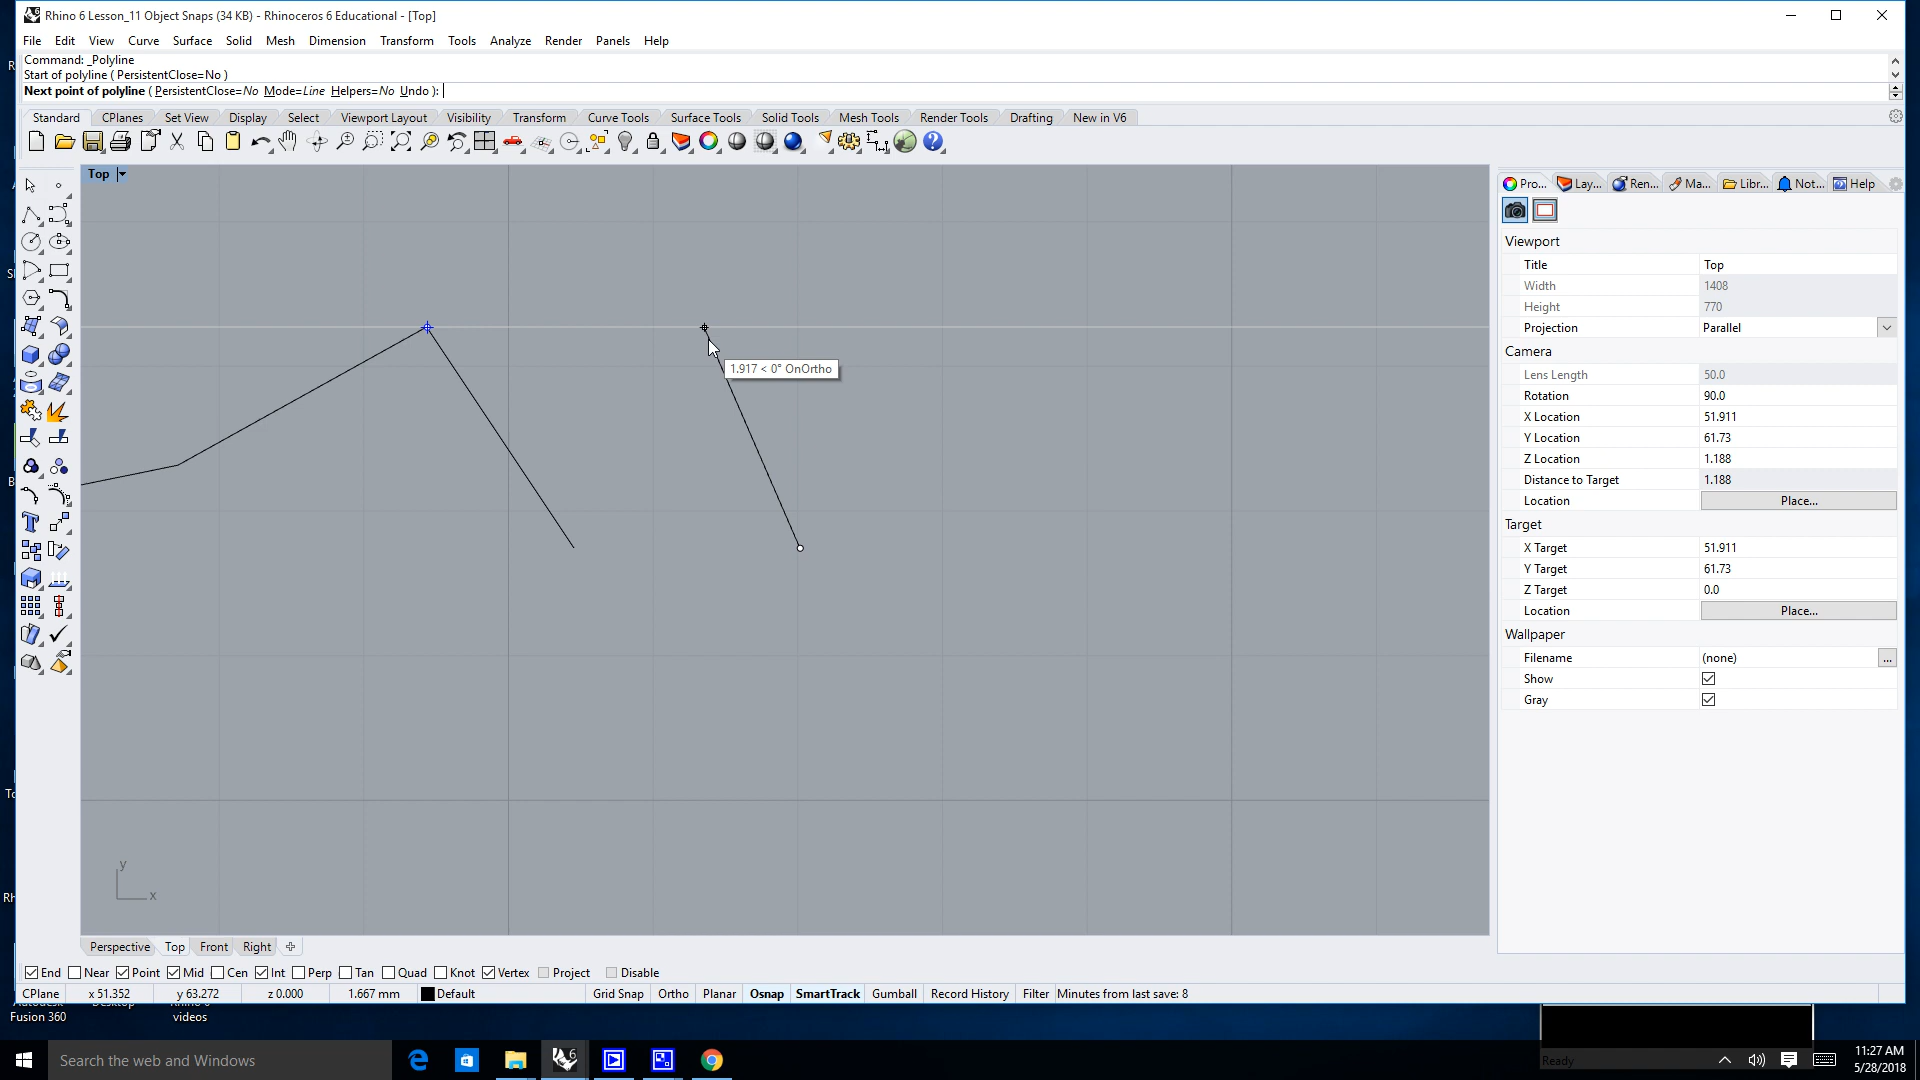 Rhino 6 Lesson_11 Object Snaps (34 KB) - Rhinoceros 6 Educational - [Top]
File Edit View Curve Surface Solid Mesh Dimension Transform Tools Analyze Render Panels Help
Command: _Polyline
Start of polyline ( PersistentClose=No )
Next point of polyline ( PersistentClose=No Mode=Line Helpers=No Undo ):
Standard CPlanes Set View Display Select Viewport Layout Visibility Transform Curve Tools Surface Tools Solid Tools Mesh Tools Render Tools Drafting New in V6
Top
Pro... Lay... Ren... Ma... Libr... Not... Help
Viewport
Title Top
Width 1408
Height 770
Projection Parallel
Camera
Lens Length 50.0
Rotation 90.0
X Location 51.911
Y Location 61.73
Z Location 1.188
Distance to Target 1.188
Location Place...
Target
X Target 51.911
Y Target 61.73
Z Target 0.0
Location Place...
Wallpaper
Filename (none) ...
Show
Gray
1.917 < 0° OnOrtho
y
x
Perspective Top Front Right
End Near Point Mid Cen Int Perp Tan Quad Knot Vertex Project Disable
CPlane x 51.352 y 63.272 z 0.000 1.667 mm Default Grid Snap Ortho Planar Osnap SmartTrack Gumball Record History Filter Minutes from last save: 8
Fusion 360 videos
Search the web and Windows
6
Ready
11:27 AM
5/28/2018